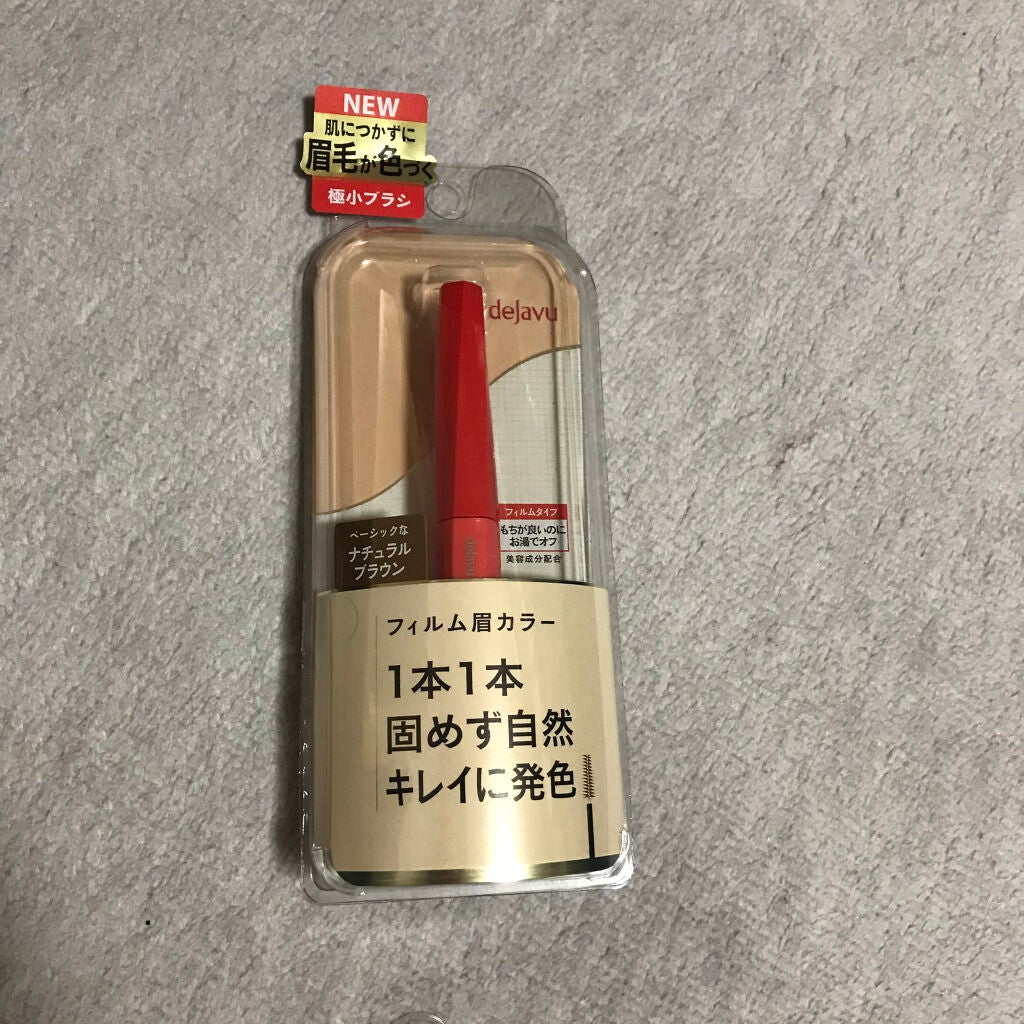 NEW
肌につかずに
眉毛が色づく
極小ブラシ
dejavu
フィルムタイプ
もちが良いのに
お湯でオフ
美容成分配合
ベーシックな
ナチュラル
ブラウン
dejavu
フィルム眉カラー
1本1本
固めず自然
キレイに発色